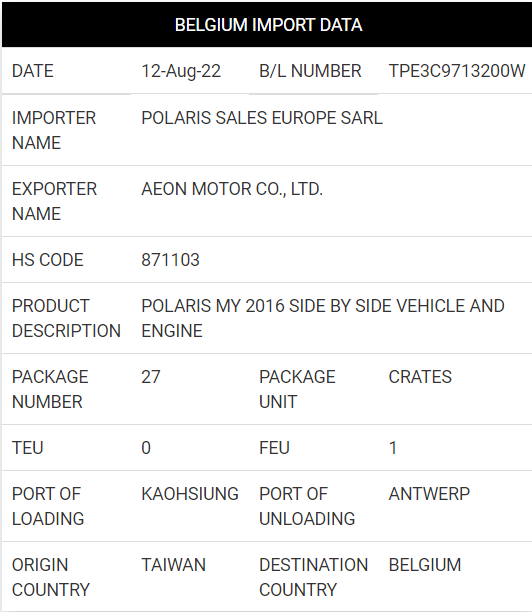 BELGIUM IMPORT DATA
DATE 12-Aug-22 B/L NUMBER TPE3C9713200W
IMPORTER NAME POLARIS SALES EUROPE SARL
EXPORTER NAME AEON MOTOR CO., LTD.
HS CODE 871103
PRODUCT DESCRIPTION POLARIS MY 2016 SIDE BY SIDE VEHICLE AND ENGINE
PACKAGE NUMBER 27 PACKAGE UNIT CRATES
TEU 0 FEU 1
PORT OF LOADING KAOHSIUNG PORT OF UNLOADING ANTWERP
ORIGIN COUNTRY TAIWAN DESTINATION COUNTRY BELGIUM